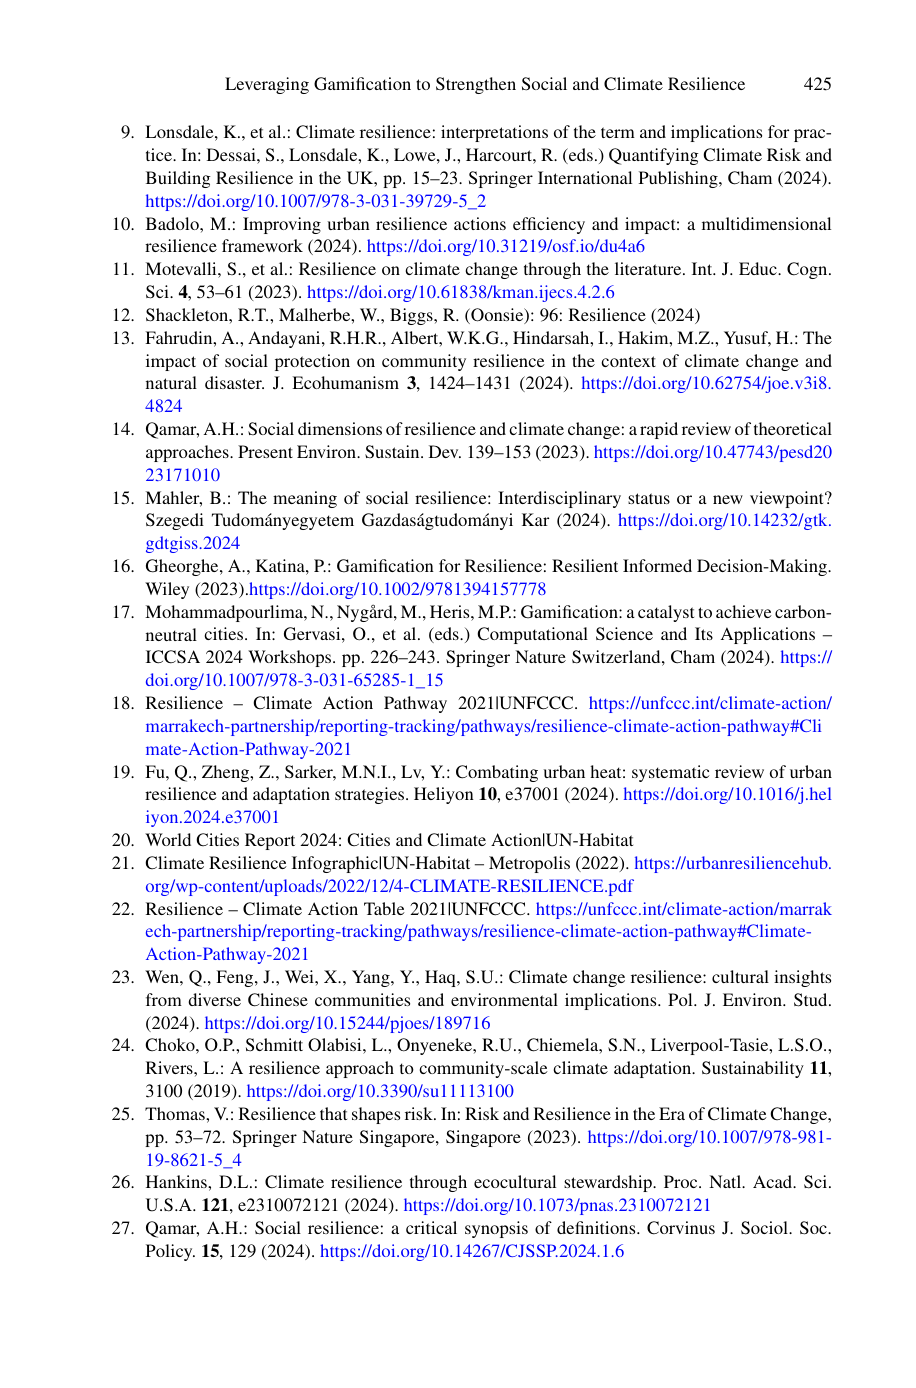 Leveraging Gamification to Strengthen Social and Climate Resilience 425
9. Lonsdale, K., et al.: Climate resilience: interpretations of the term and implications for prac-
tice. In: Dessai, S., Lonsdale, K., Lowe, J., Harcourt, R. (eds.) Quantifying Climate Risk and
Building Resilience in the UK, pp. 15–23. Springer International Publishing, Cham (2024).
https://doi.org/10.1007/978-3-031-39729-5_2
10. Badolo, M.: Improving urban resilience actions efficiency and impact: a multidimensional
resilience framework (2024). https://doi.org/10.31219/osf.io/du4a6
11. Motevalli, S., et al.: Resilience on climate change through the literature. Int. J. Educ. Cogn.
Sci. 4, 53–61 (2023). https://doi.org/10.61838/kman.ijecs.4.2.6
12. Shackleton, R.T., Malherbe, W., Biggs, R. (Oonsie): 96: Resilience (2024)
13. Fahrudin, A., Andayani, R.H.R., Albert, W.K.G., Hindarsah, I., Hakim, M.Z., Yusuf, H.: The
impact of social protection on community resilience in the context of climate change and
natural disaster. J. Ecohumanism 3, 1424–1431 (2024). https://doi.org/10.62754/joe.v3i8.
4824
14. Qamar, A.H.: Social dimensions of resilience and climate change: a rapid review of theoretical
approaches. Present Environ. Sustain. Dev. 139–153 (2023). https://doi.org/10.47743/pesd20
23171010
15. Mahler, B.: The meaning of social resilience: Interdisciplinary status or a new viewpoint?
Szegedi Tudományegyetem Gazdaságtudományi Kar (2024). https://doi.org/10.14232/gtk.
gdtgiss.2024
16. Gheorghe, A., Katina, P.: Gamification for Resilience: Resilient Informed Decision-Making.
Wiley (2023).https://doi.org/10.1002/9781394157778
17. Mohammadpourlima, N., Nygård, M., Heris, M.P.: Gamification: a catalyst to achieve carbon-
neutral cities. In: Gervasi, O., et al. (eds.) Computational Science and Its Applications –
ICCSA 2024 Workshops. pp. 226–243. Springer Nature Switzerland, Cham (2024). https://
doi.org/10.1007/978-3-031-65285-1_15
18. Resilience – Climate Action Pathway 2021|UNFCCC. https://unfccc.int/climate-action/
marrakech-partnership/reporting-tracking/pathways/resilience-climate-action-pathway#Cli
mate-Action-Pathway-2021
19. Fu, Q., Zheng, Z., Sarker, M.N.I., Lv, Y.: Combating urban heat: systematic review of urban
resilience and adaptation strategies. Heliyon 10, e37001 (2024). https://doi.org/10.1016/j.hel
iyon.2024.e37001
20. World Cities Report 2024: Cities and Climate Action|UN-Habitat
21. Climate Resilience Infographic|UN-Habitat – Metropolis (2022). https://urbanresiliencehub.
org/wp-content/uploads/2022/12/4-CLIMATE-RESILIENCE.pdf
22. Resilience – Climate Action Table 2021|UNFCCC. https://unfccc.int/climate-action/marrak
ech-partnership/reporting-tracking/pathways/resilience-climate-action-pathway#Climate-
Action-Pathway-2021
23. Wen, Q., Feng, J., Wei, X., Yang, Y., Haq, S.U.: Climate change resilience: cultural insights
from diverse Chinese communities and environmental implications. Pol. J. Environ. Stud.
(2024). https://doi.org/10.15244/pjoes/189716
24. Choko, O.P., Schmitt Olabisi, L., Onyeneke, R.U., Chiemela, S.N., Liverpool-Tasie, L.S.O.,
Rivers, L.: A resilience approach to community-scale climate adaptation. Sustainability 11,
3100 (2019). https://doi.org/10.3390/su11113100
25. Thomas, V.: Resilience that shapes risk. In: Risk and Resilience in the Era of Climate Change,
pp. 53–72. Springer Nature Singapore, Singapore (2023). https://doi.org/10.1007/978-981-
19-8621-5_4
26. Hankins, D.L.: Climate resilience through ecocultural stewardship. Proc. Natl. Acad. Sci.
U.S.A. 121, e2310072121 (2024). https://doi.org/10.1073/pnas.2310072121
27. Qamar, A.H.: Social resilience: a critical synopsis of definitions. Corvinus J. Sociol. Soc.
Policy. 15, 129 (2024). https://doi.org/10.14267/CJSSP.2024.1.6